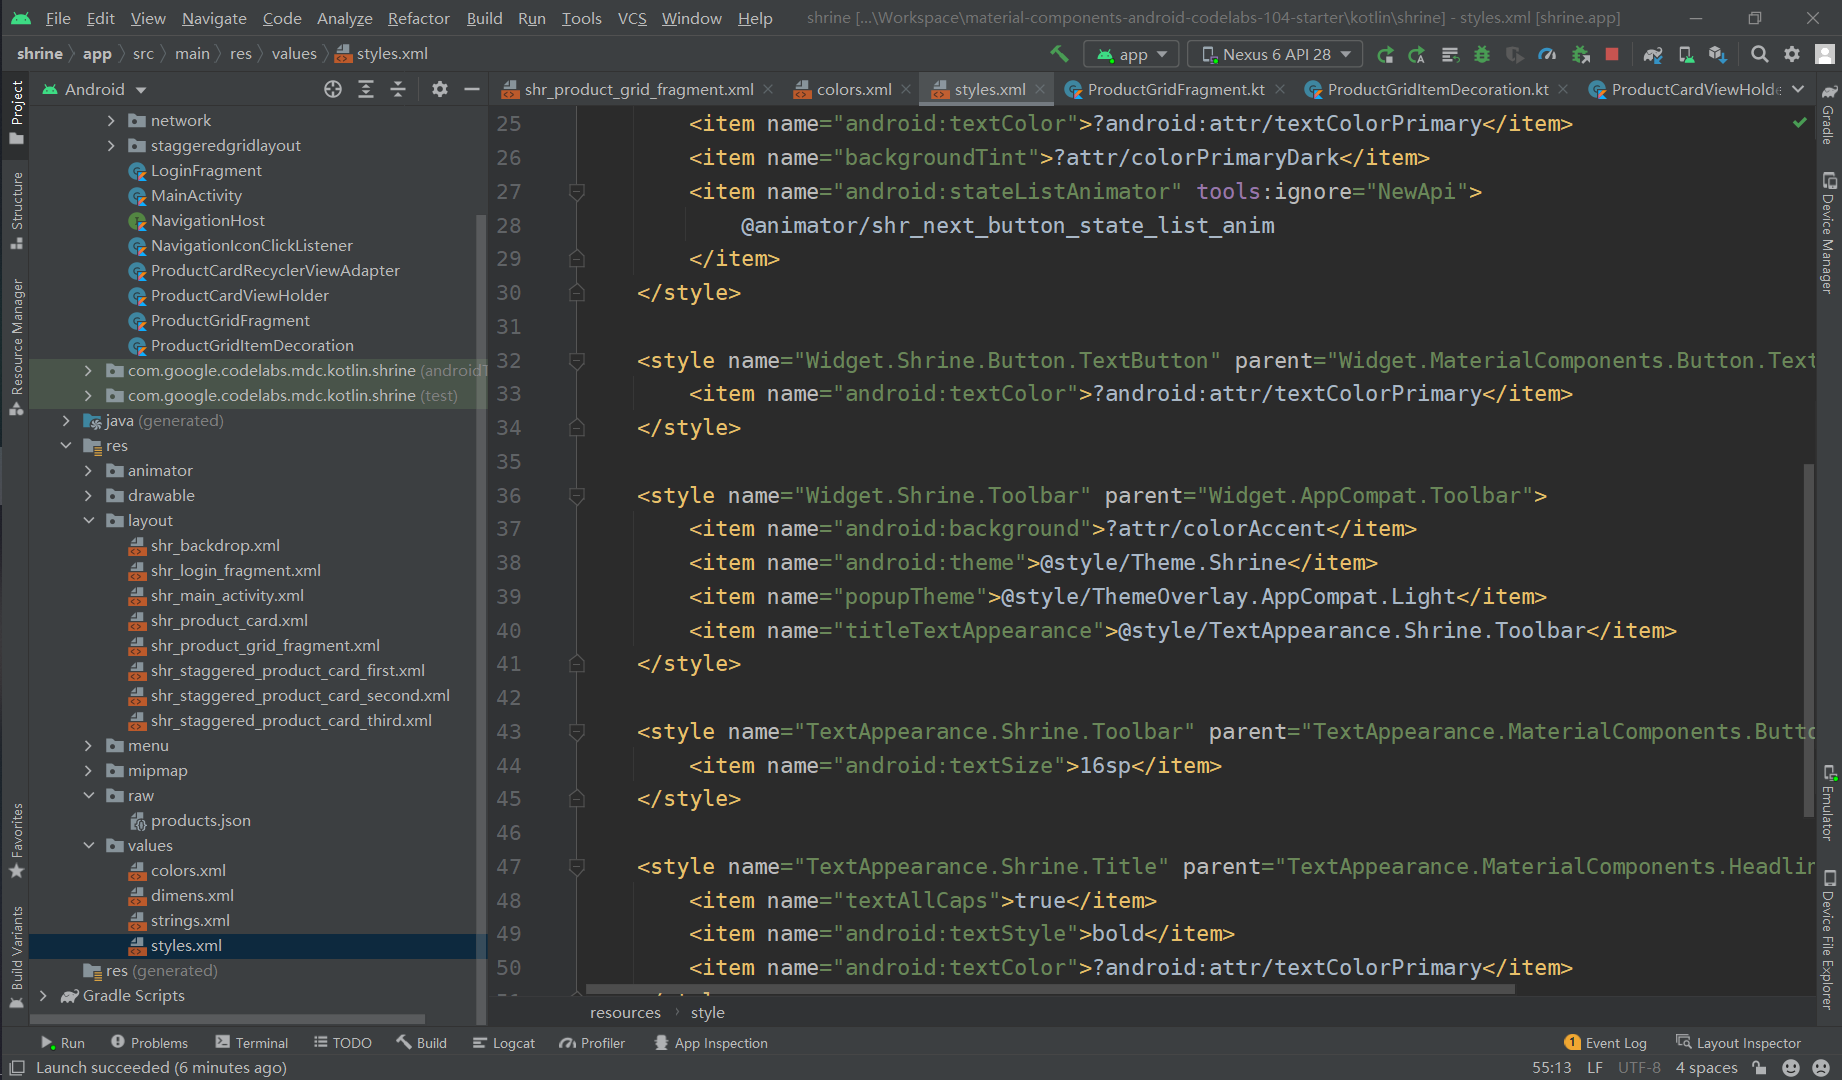 File Edit View Navigate Code Analyze Refactor Build Run Tools VCS Window Help shrine [...\Workspace\material-components-android-codelabs-104-starter\kotlin\shrine] - styles.xml [shrine.app]
shrine app src main res values styles.xml app Nexus 6 API 28
Android
shr_product_grid_fragment.xml colors.xml styles.xml ProductGridFragment.kt ProductGridItemDecoration.kt ProductCardViewHolde
Project
Structure
Resource Manager
Favorites
Build Variants
network
staggeredgridlayout
LoginFragment
MainActivity
NavigationHost
NavigationIconClickListener
ProductCardRecyclerViewAdapter
ProductCardViewHolder
ProductGridFragment
ProductGridItemDecoration
com.google.codelabs.mdc.kotlin.shrine (androidT
com.google.codelabs.mdc.kotlin.shrine (test)
java (generated)
res
animator
drawable
layout
shr_backdrop.xml
shr_login_fragment.xml
shr_main_activity.xml
shr_product_card.xml
shr_product_grid_fragment.xml
shr_staggered_product_card_first.xml
shr_staggered_product_card_second.xml
shr_staggered_product_card_third.xml
menu
mipmap
raw
products.json
values
colors.xml
dimens.xml
strings.xml
styles.xml
res (generated)
Gradle Scripts
25 <item name="android:textColor">?android:attr/textColorPrimary</item>
26 <item name="backgroundTint">?attr/colorPrimaryDark</item>
27 <item name="android:stateListAnimator" tools:ignore="NewApi">
28 @animator/shr_next_button_state_list_anim
29 </item>
30 </style>
31
32 <style name="Widget.Shrine.Button.TextButton" parent="Widget.MaterialComponents.Button.Text
33 <item name="android:textColor">?android:attr/textColorPrimary</item>
34 </style>
35
36 <style name="Widget.Shrine.Toolbar" parent="Widget.AppCompat.Toolbar">
37 <item name="android:background">?attr/colorAccent</item>
38 <item name="android:theme">@style/Theme.Shrine</item>
39 <item name="popupTheme">@style/ThemeOverlay.AppCompat.Light</item>
40 <item name="titleTextAppearance">@style/TextAppearance.Shrine.Toolbar</item>
41 </style>
42
43 <style name="TextAppearance.Shrine.Toolbar" parent="TextAppearance.MaterialComponents.Butto
44 <item name="android:textSize">16sp</item>
45 </style>
46
47 <style name="TextAppearance.Shrine.Title" parent="TextAppearance.MaterialComponents.Headlin
48 <item name="textAllCaps">true</item>
49 <item name="android:textStyle">bold</item>
50 <item name="android:textColor">?android:attr/textColorPrimary</item>
resources style
Gradle
Device Manager
Emulator
Device File Explorer
Run Problems Terminal TODO Build Logcat Profiler App Inspection 1 Event Log Layout Inspector
Launch succeeded (6 minutes ago) 55:13 LF UTF-8 4 spaces